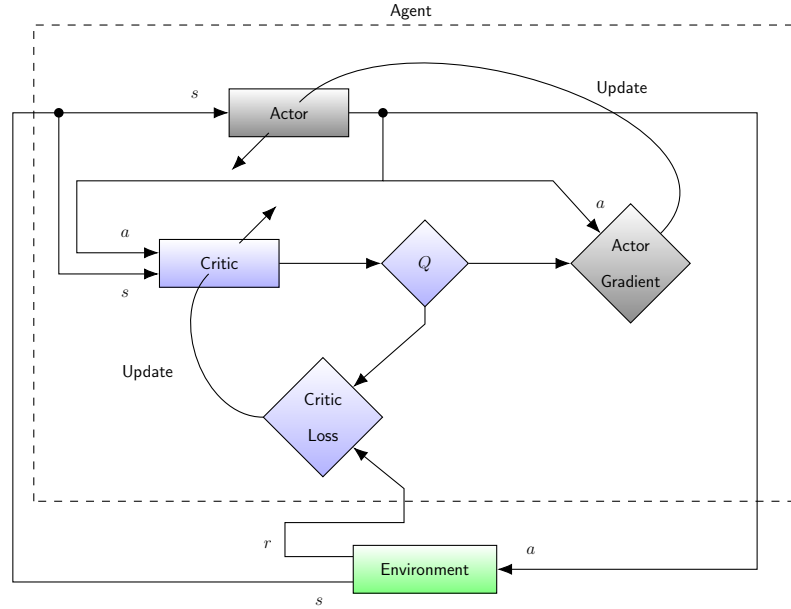 Agent
Update
s
Actor
a
a
Actor
Gradient
Critic
Q
s
Update
Critic
Loss
r
a
Environment
s